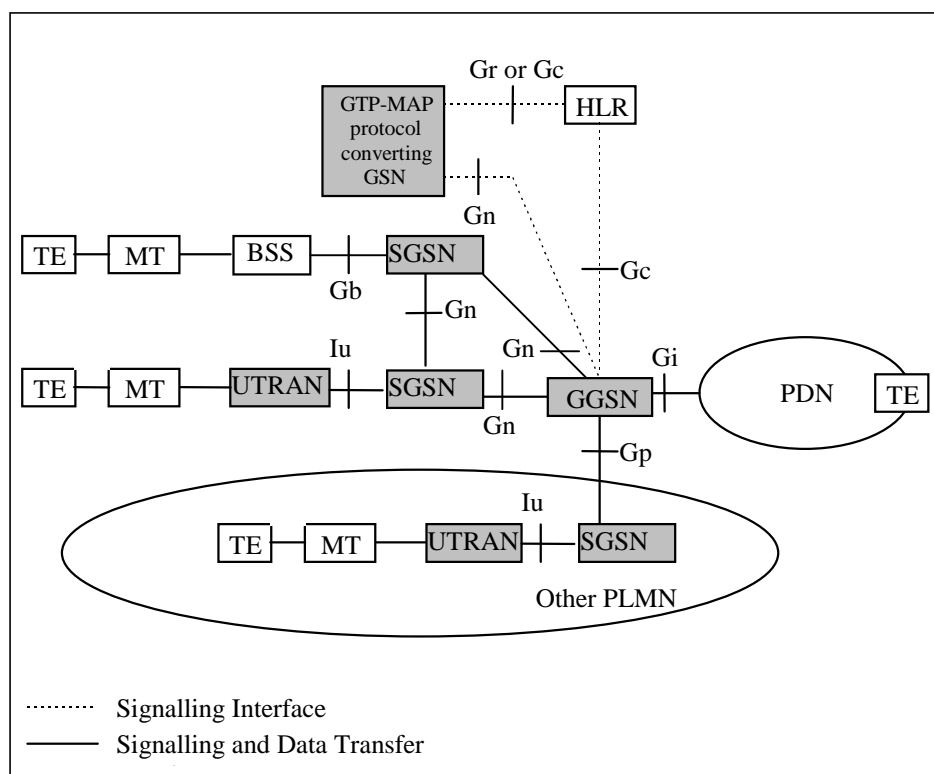 Gr or Gc
GTP-MAP
protocol
converting
GSN
HLR
Gn
TE
MT
BSS
Gb
SGSN
Gc
Gn
TE
MT
UTRAN
Iu
SGSN
Gn
Gn
GGSN
Gi
PDN
TE
Gp
TE
MT
UTRAN
Iu
SGSN
Other PLMN
Signalling Interface
Signalling and Data Transfer